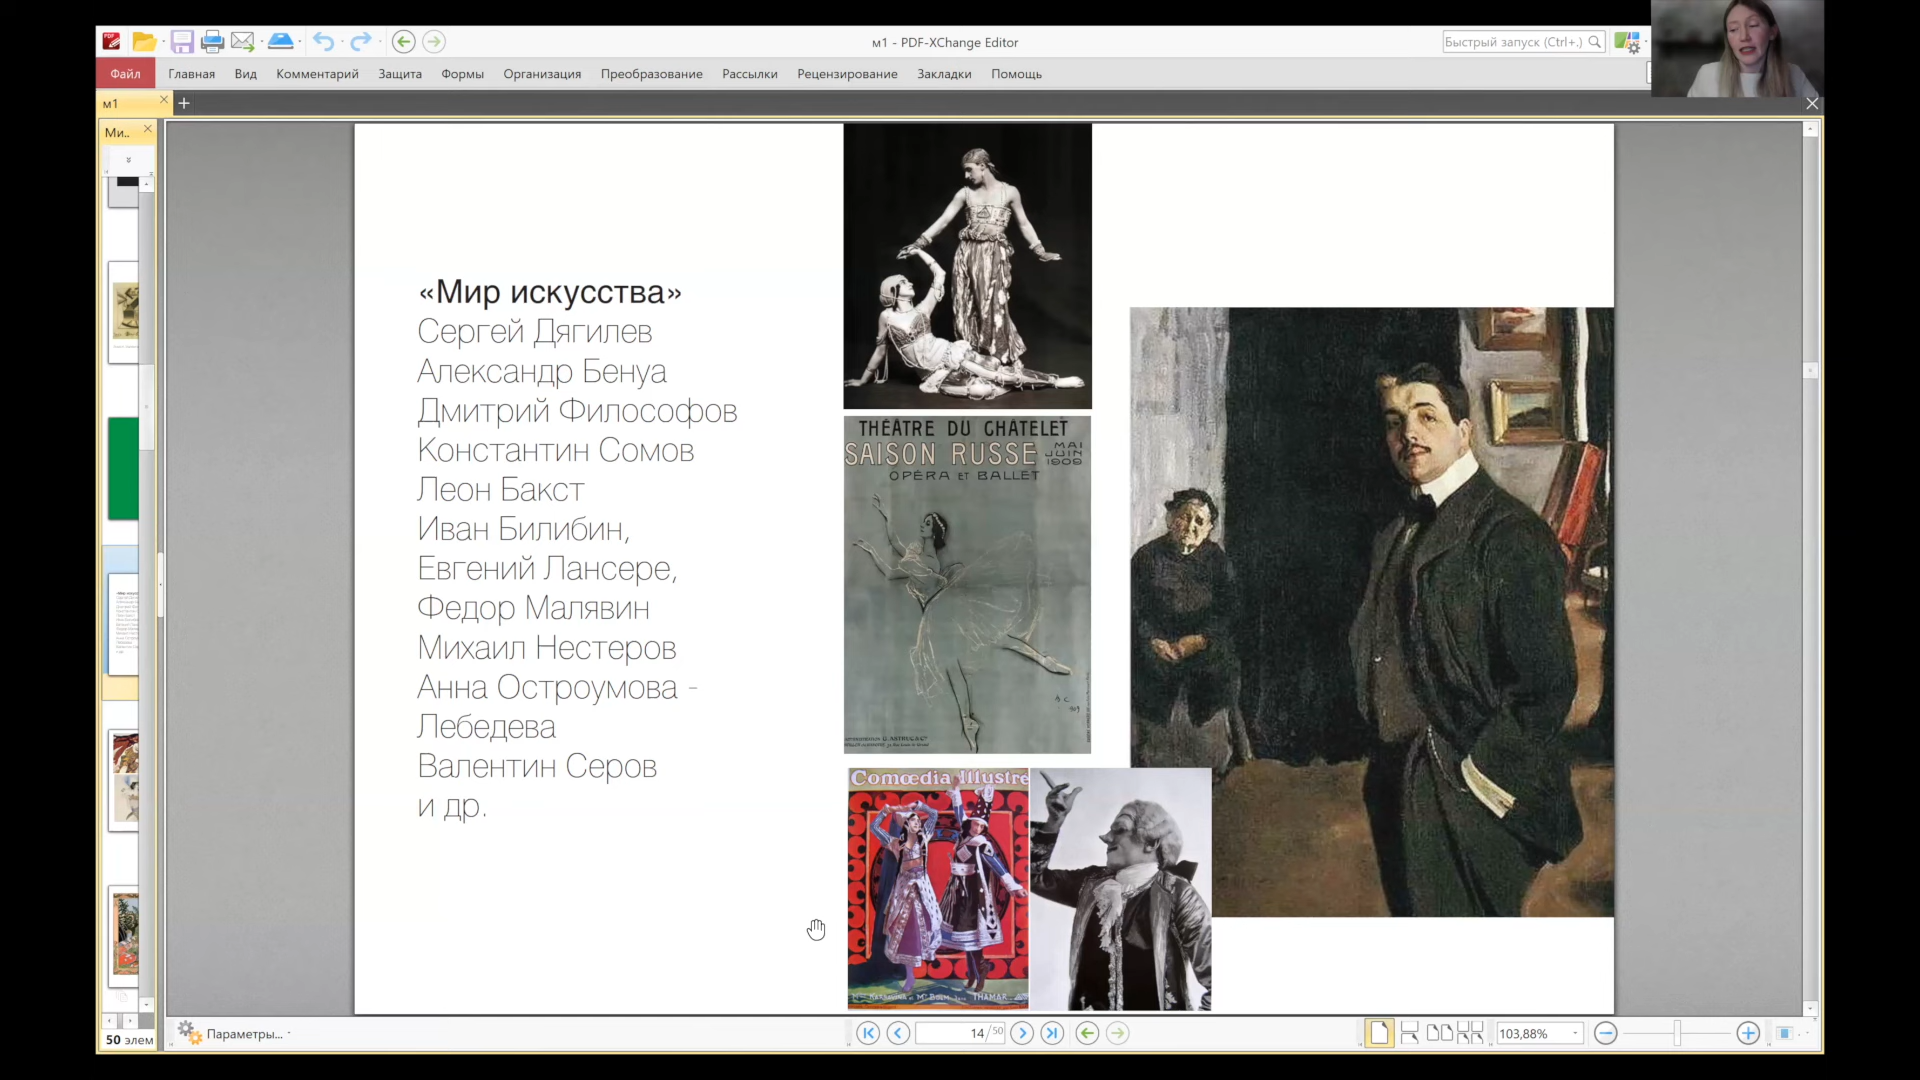 м1 - PDF-XChange Editor
Быстрый запуск (Ctrl+.)
Файл
Главная
Вид
Комментарий
Защита
Формы
Организация
Преобразование
Рассылки
Рецензирование
Закладки
Помощь
м1
Ми..
«Мир искусства»
Сергей Дягилев
Александр Бенуа
Дмитрий Философов
Константин Сомов
Леон Бакст
Иван Билибин,
Евгений Лансере,
Федор Малявин
Михаил Нестеров
Анна Остроумова -
Лебедева
Валентин Серов
и др.
THÉATRE DU CHATELET
SAISON RUSSE
MAI
JUIN
1909
OPÉRA ET BALLET
Comœdia Illustré
THAMAR
50 элем
Параметры...
14 /50
103,88%